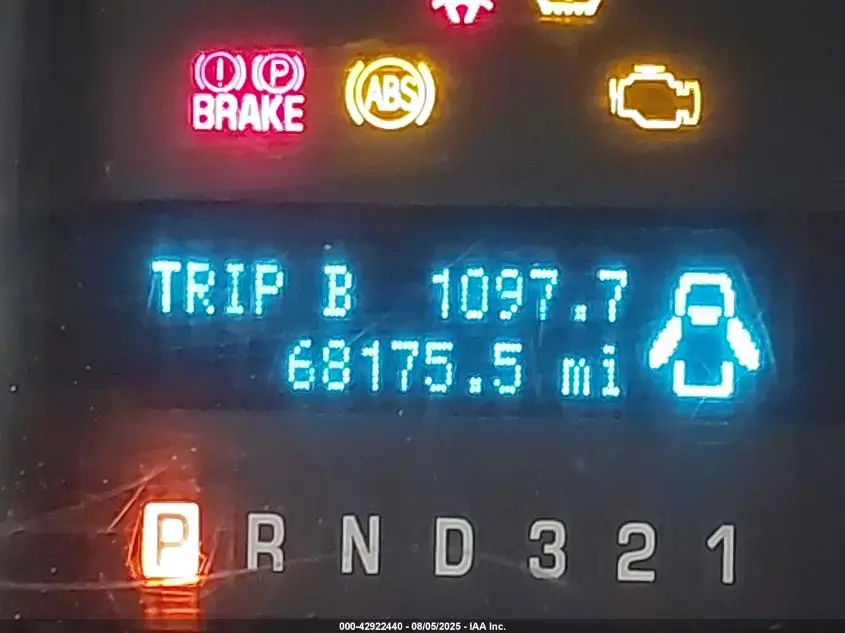 ! P
BRAKE
ABS
TRIP B 1097.7
68175.5 mi
P R N D 3 2 1
000-42922440 - 08/05/2025 - IAA Inc.